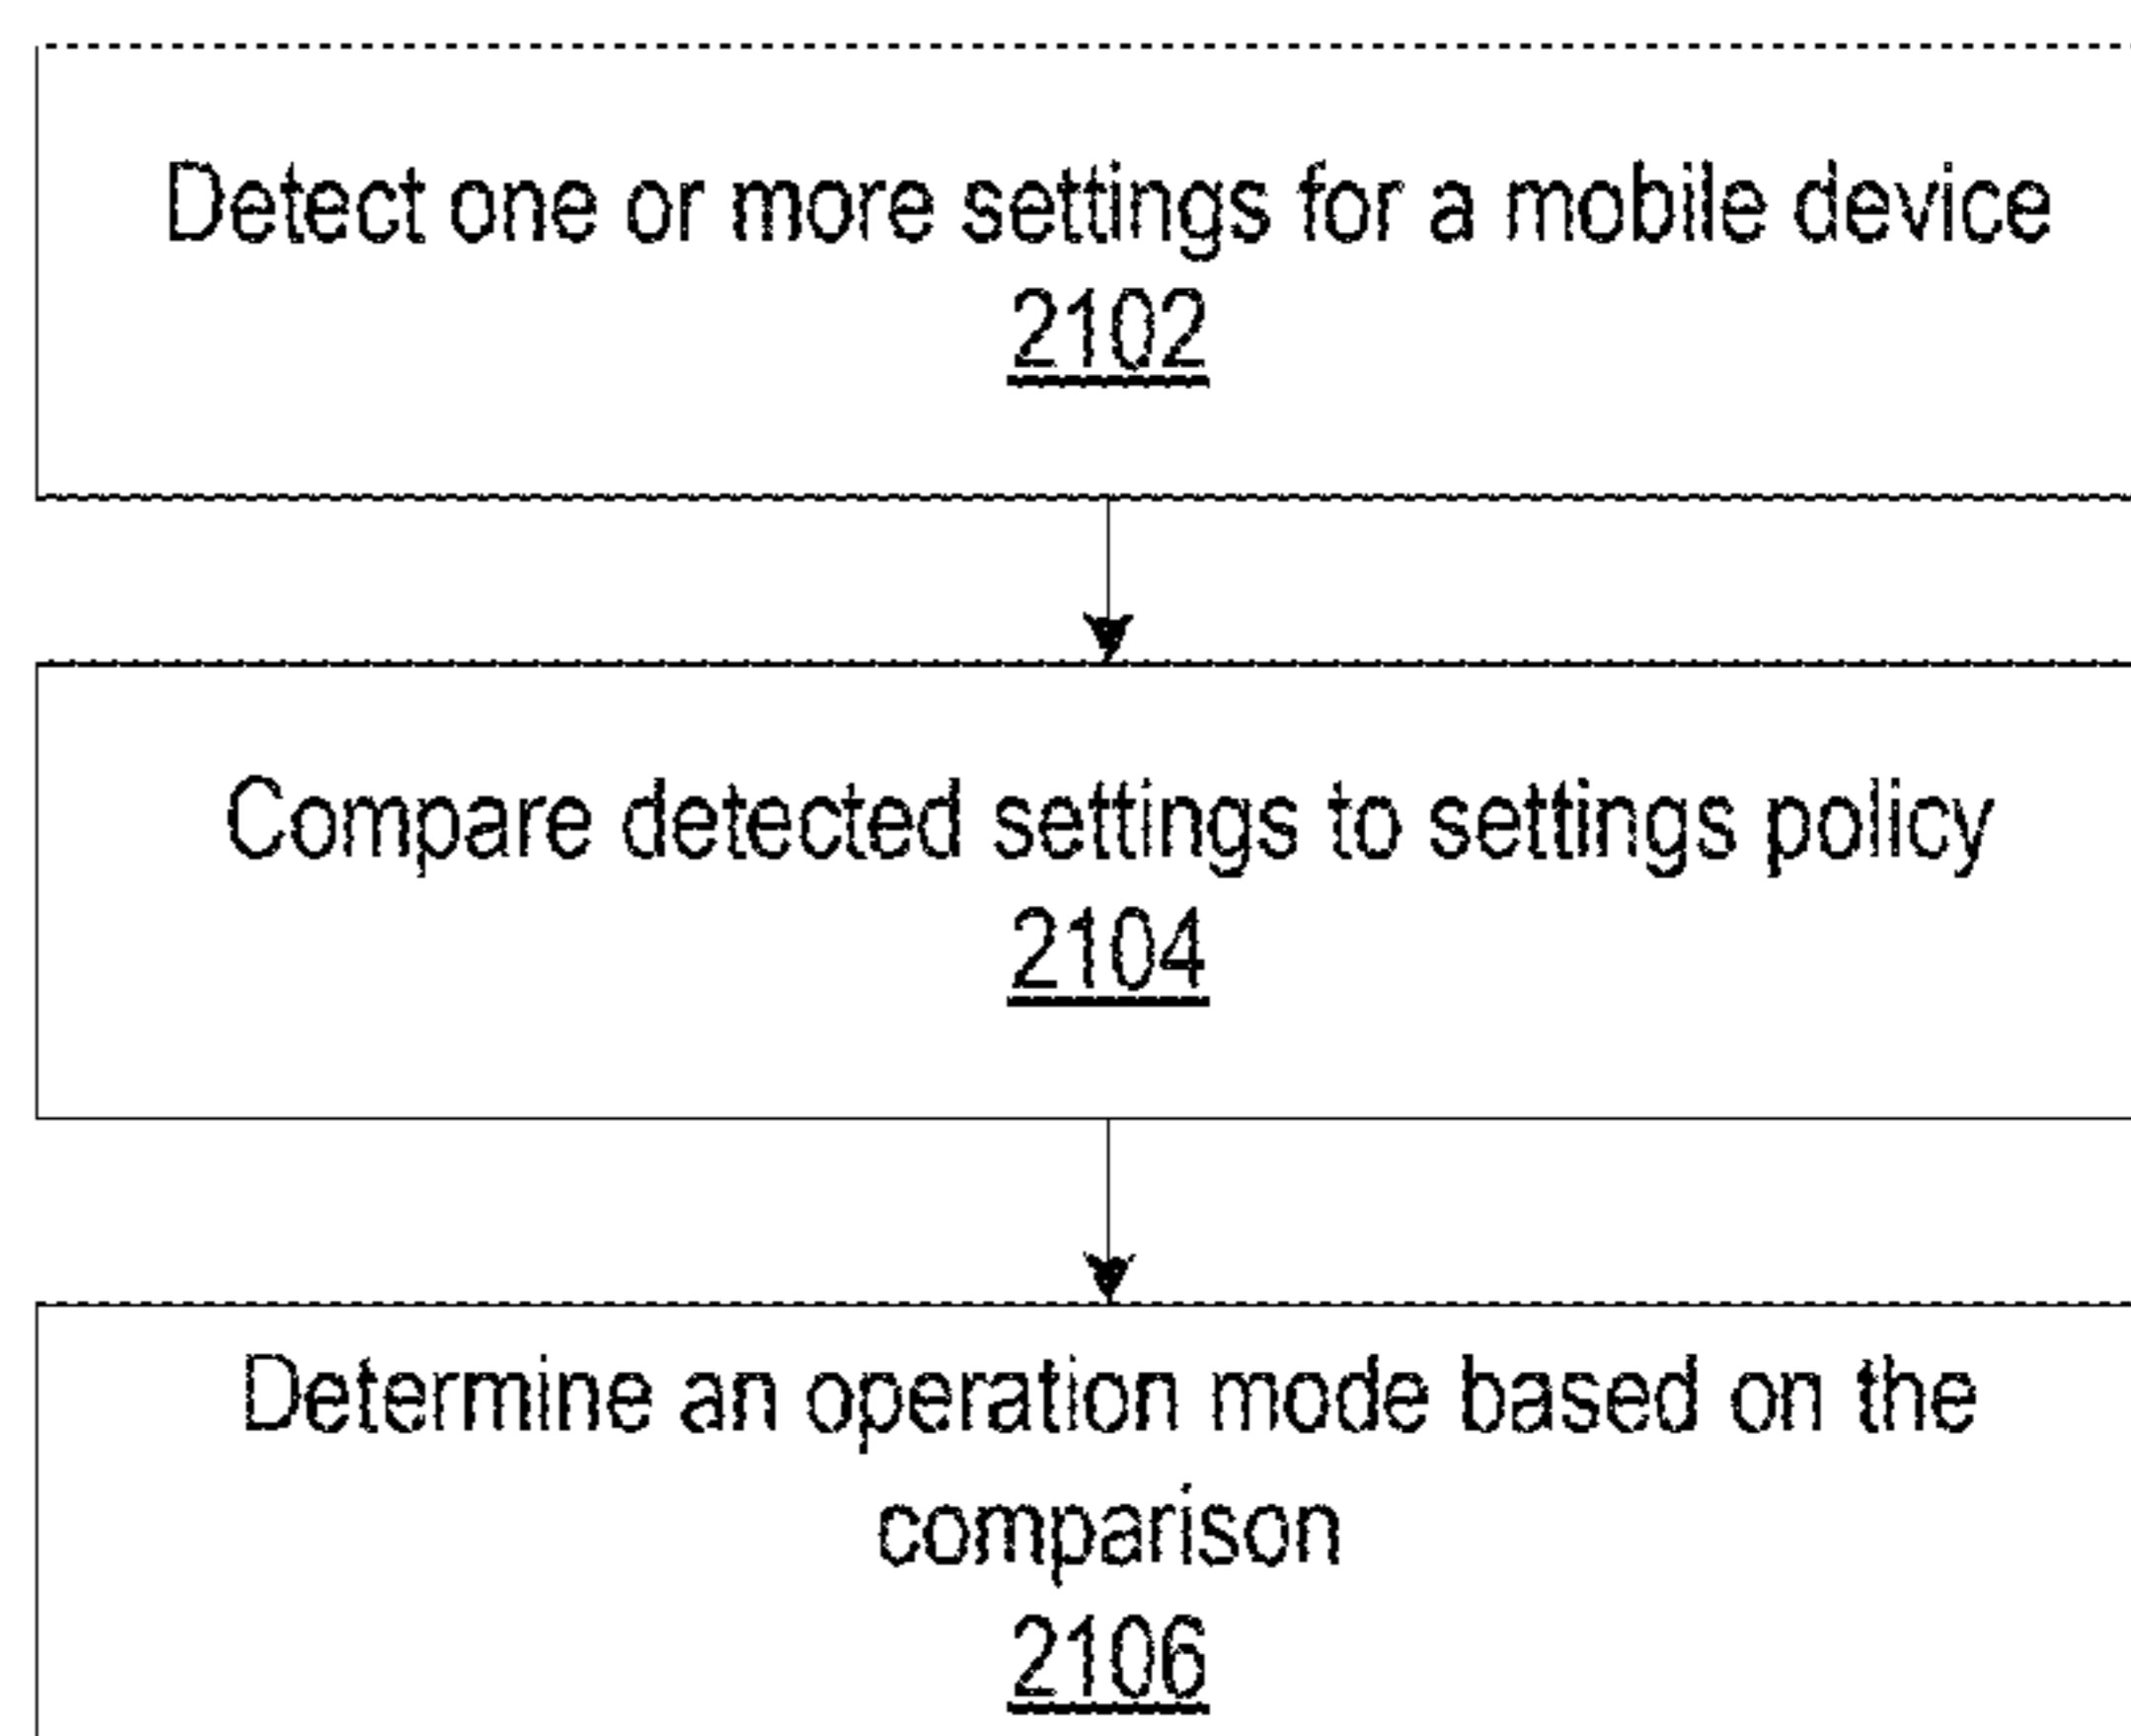 Detect one or more settings for a mobile device
2102
Compare detected settings to settings policy
2104
Determine an operation mode based on the
comparison
2106